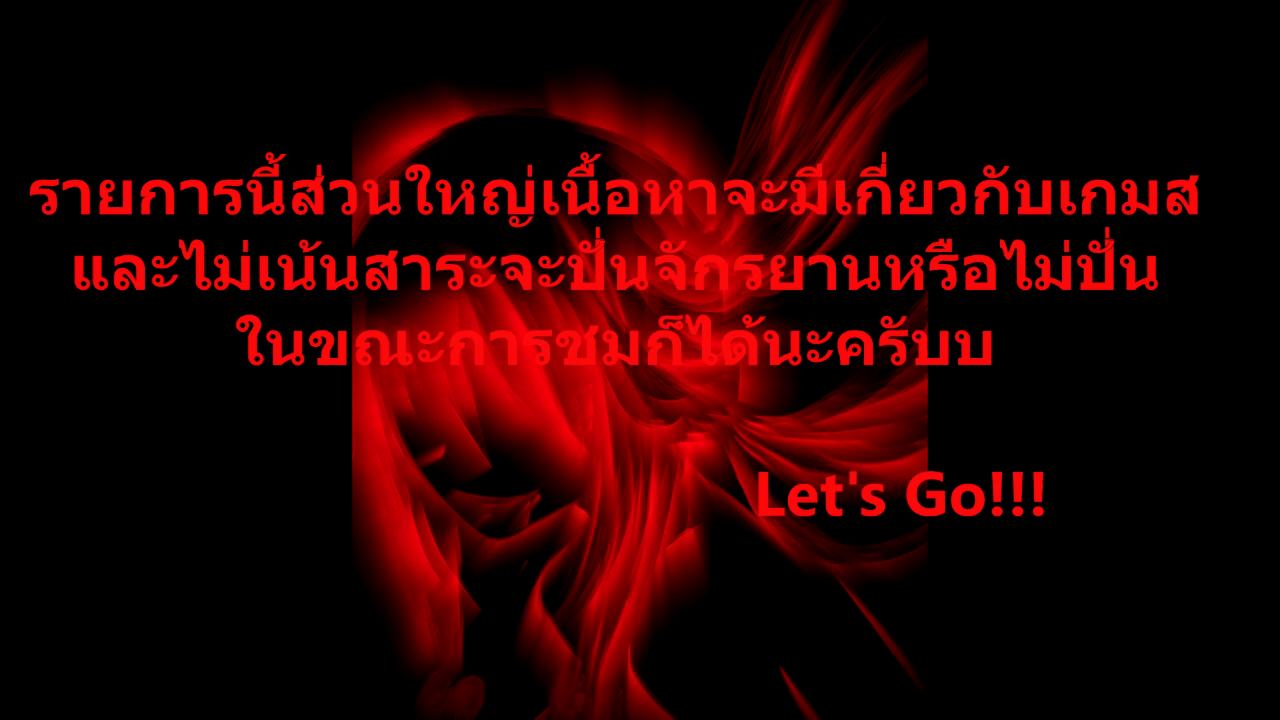 รายการนี้ส่วนใหญ่เนื้อหาจะมีเกี่ยวกับเกมส
และไม่เน้นสาระจะปั่นจักรยานหรือไม่ปั่น
ในขณะการชมก็ได้นะครับบ
Let's Go!!!